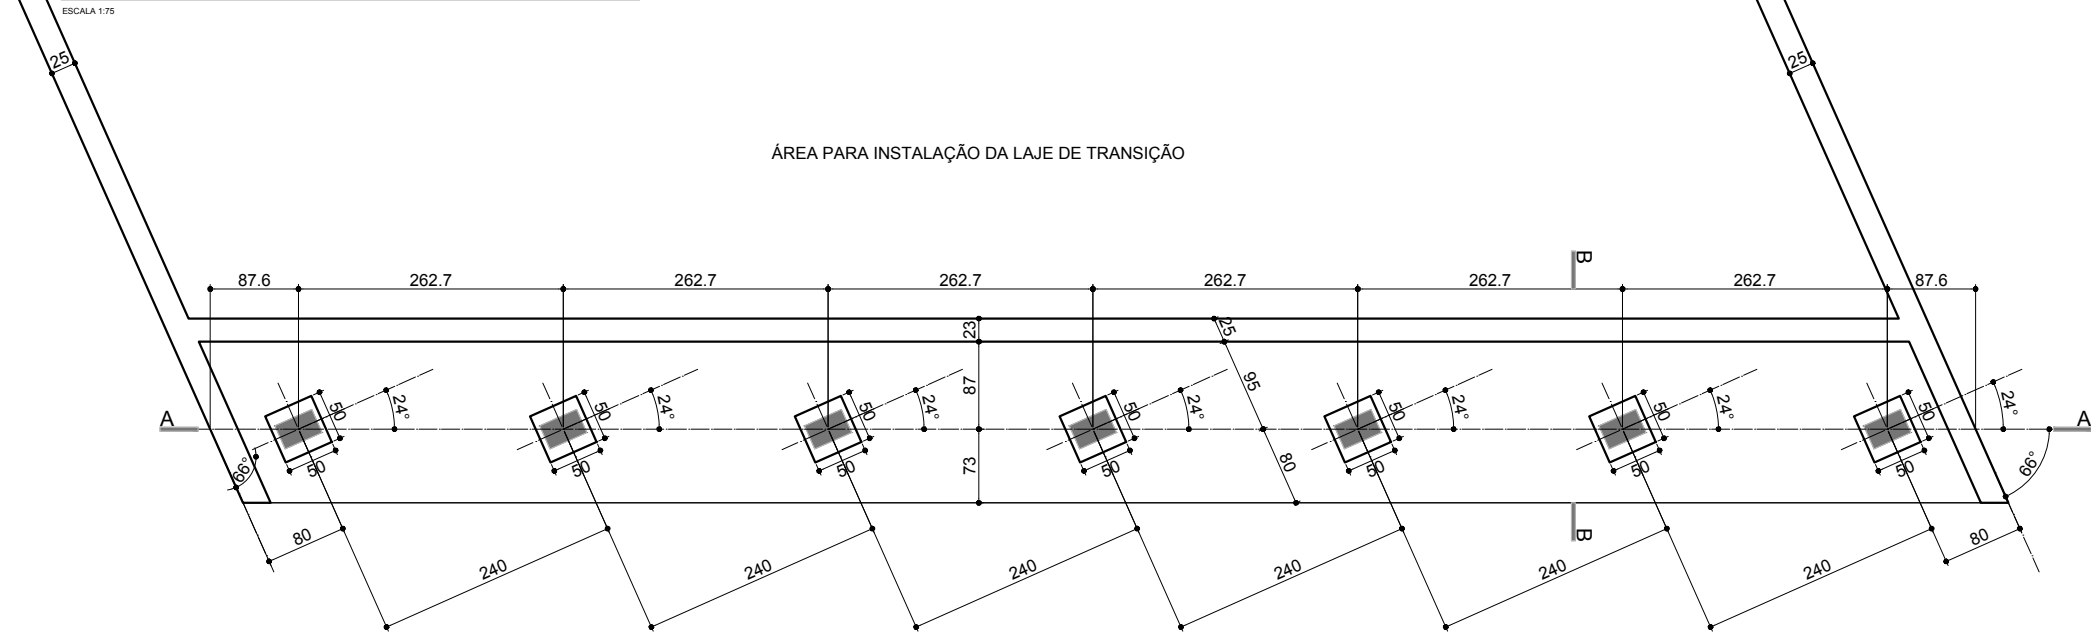 ESCALA 1:75
25
25
ÁREA PARA INSTALAÇÃO DA LAJE DE TRANSIÇÃO
B
87.6 262.7 262.7 262.7 262.7 262.7 262.7 87.6
23 25
87 95
50 24° 50 24° 50 24° 50 24° 50 24° 50 24° 50 24°
A A
66° 50 50 50 73 50 80 50 50 50 66°
B
80 80
240 240 240 240 240 240